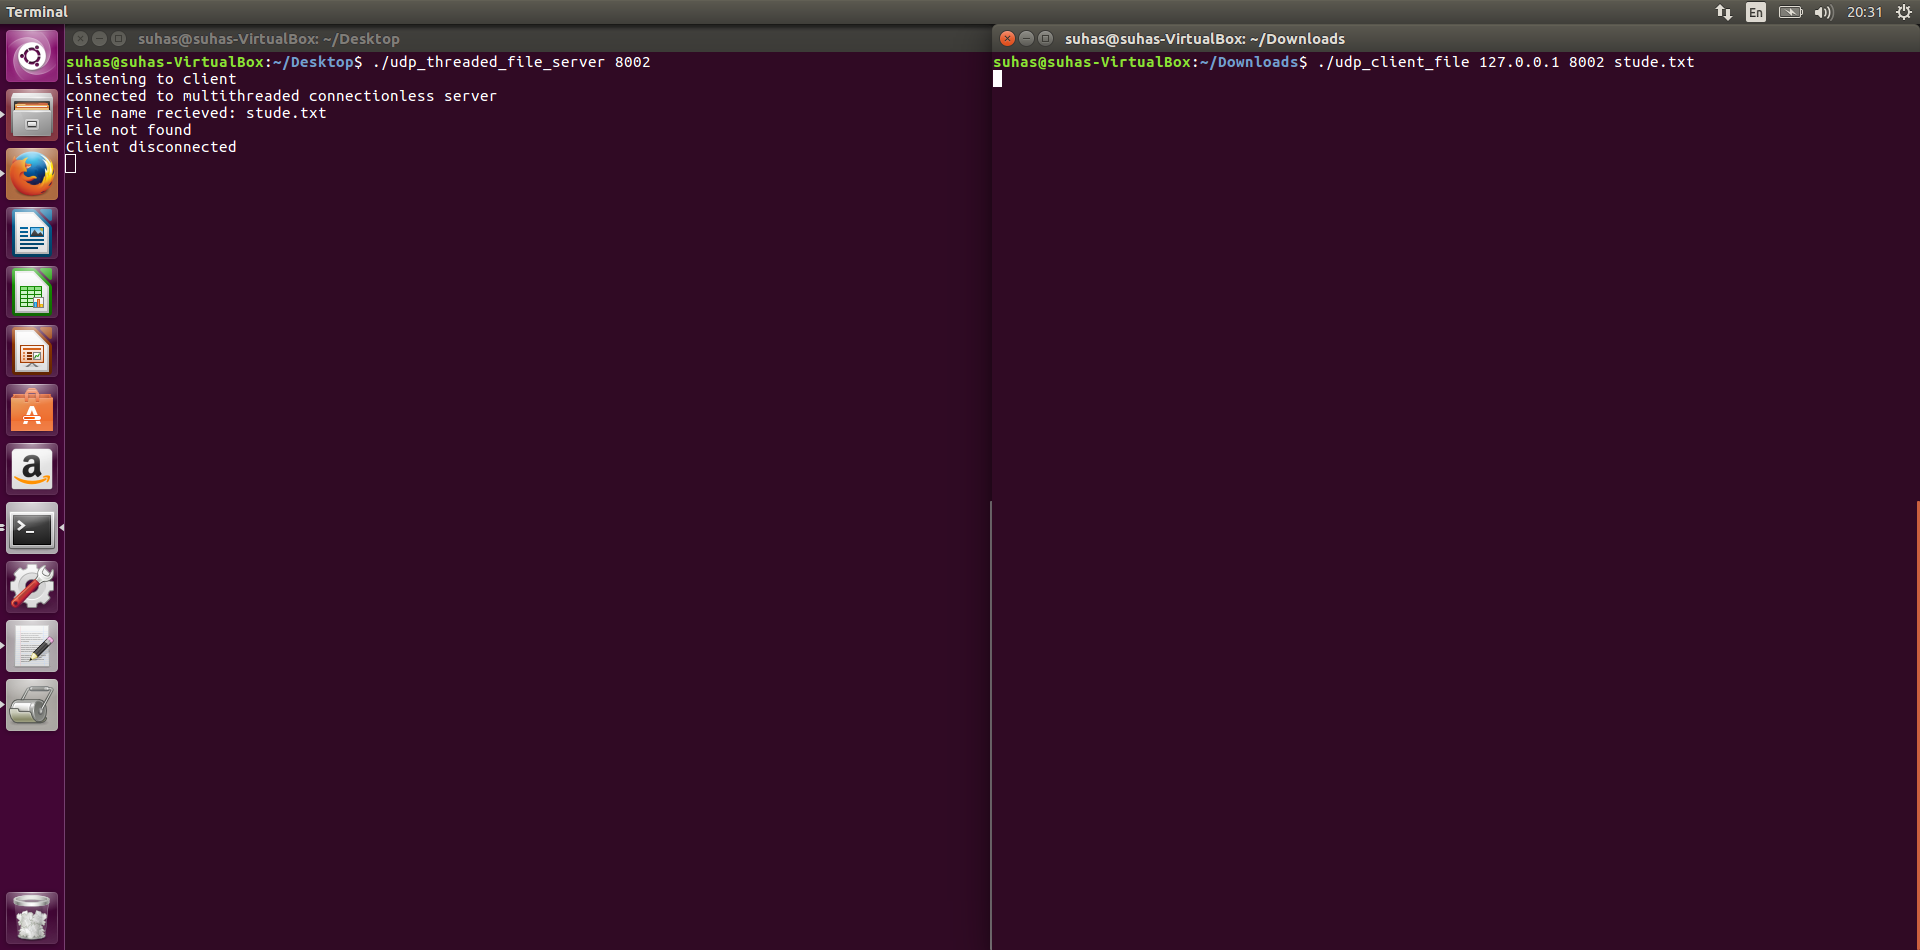 Terminal
En
20:31
suhas@suhas-VirtualBox: ~/Desktop
suhas@suhas-VirtualBox:~/Desktop$ ./udp_threaded_file_server 8002
Listening to client
connected to multithreaded connectionless server
File name recieved: stude.txt
File not found
Client disconnected
suhas@suhas-VirtualBox: ~/Downloads
suhas@suhas-VirtualBox:~/Downloads$ ./udp_client_file 127.0.0.1 8002 stude.txt